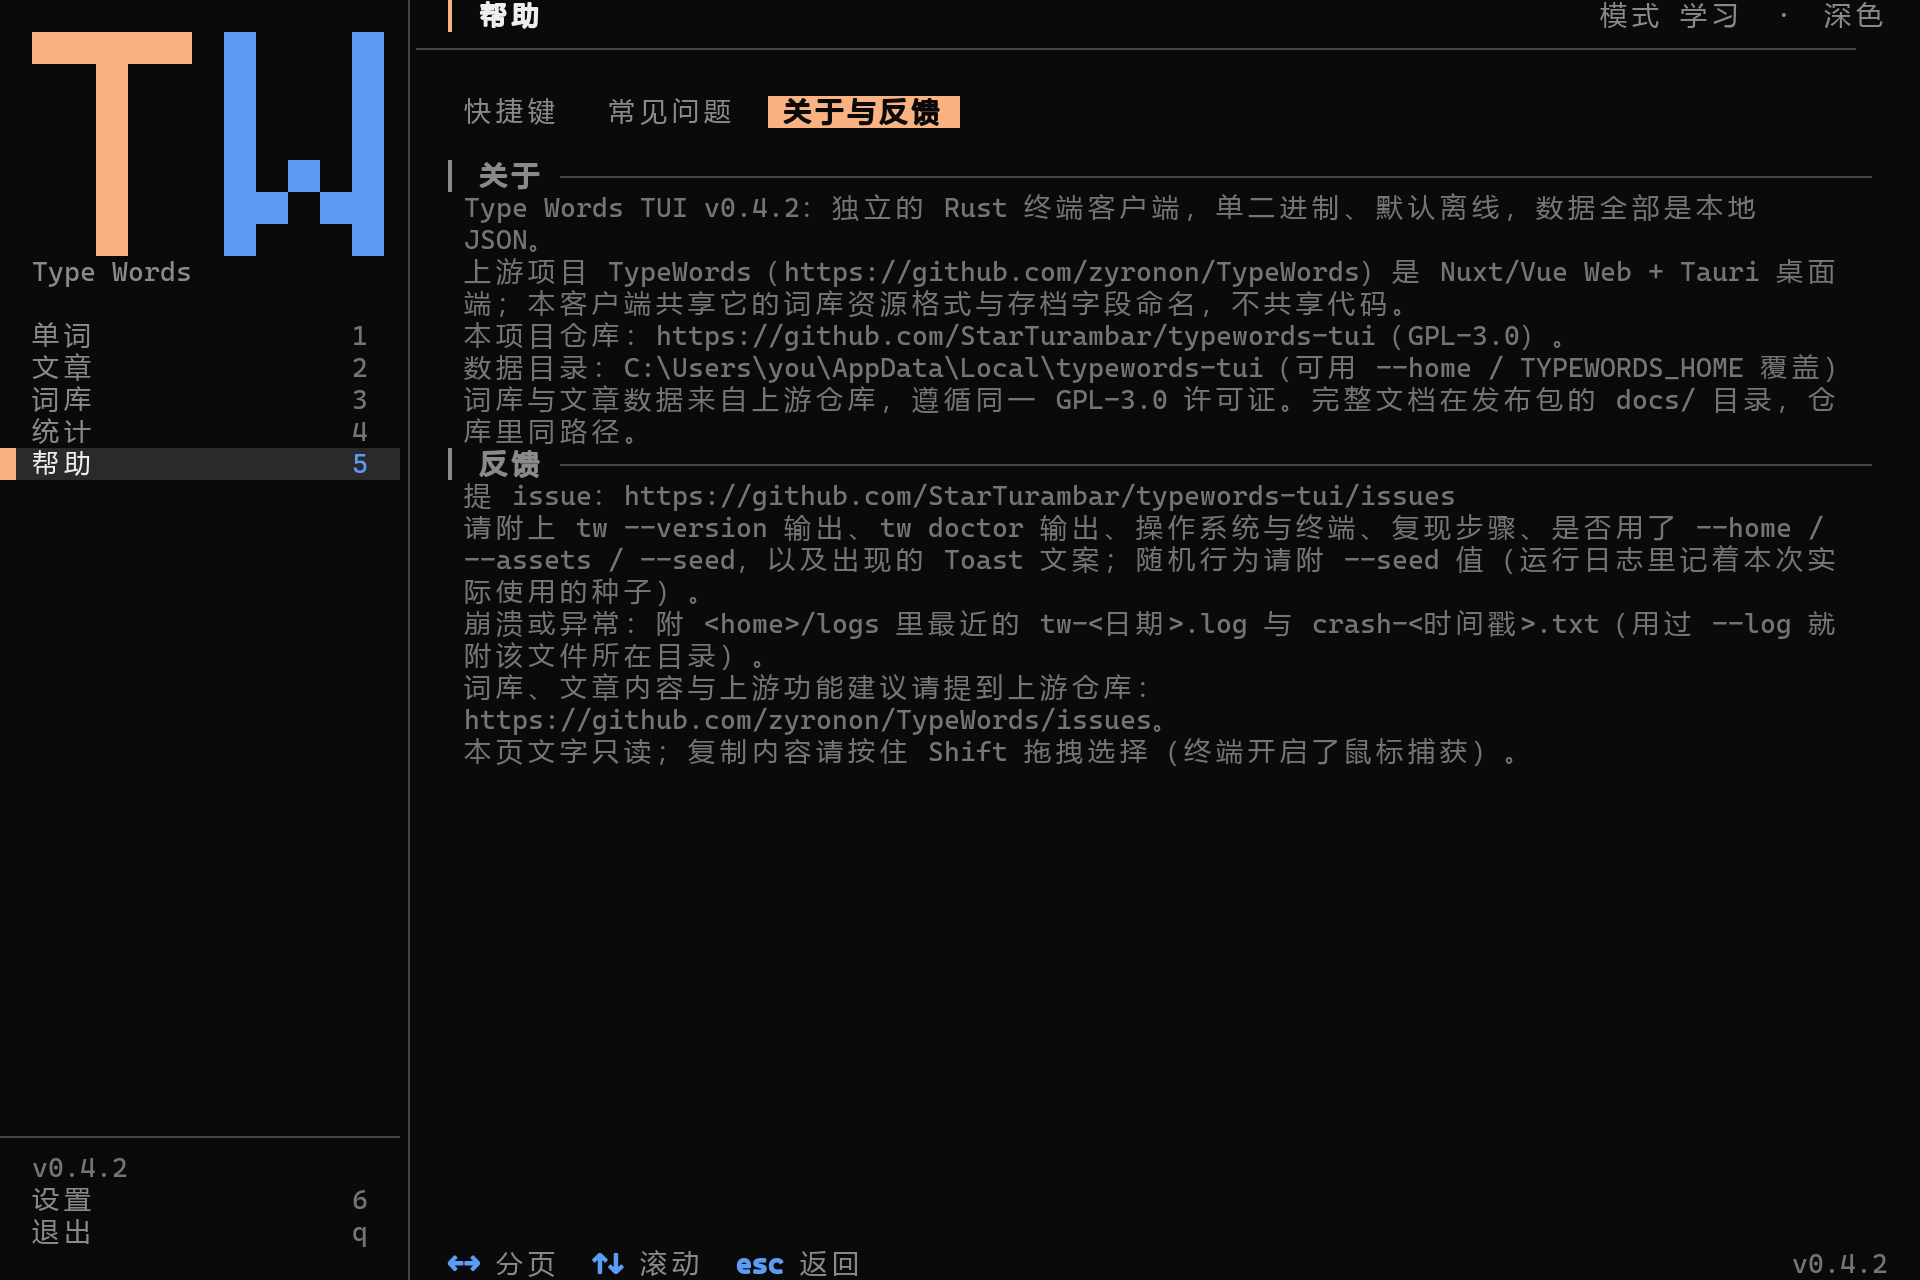 TW
Type Words
单词 1
文章 2
词库 3
统计 4
帮助 5
v0.4.2
设置 6
退出 q
帮助
模式 学习 · 深色
快捷键 常见问题 关于与反馈
关于
Type Words TUI v0.4.2: 独立的 Rust 终端客户端，单二进制、默认离线，数据全部是本地
JSON。
上游项目 TypeWords（https://github.com/zyronon/TypeWords）是 Nuxt/Vue Web + Tauri 桌面
端；本客户端共享它的词库资源格式与存档字段命名，不共享代码。
本项目仓库：https://github.com/StarTurambar/typewords-tui（GPL-3.0）。
数据目录：C:\Users\you\AppData\Local\typewords-tui（可用 --home / TYPEWORDS_HOME 覆盖）
词库与文章数据来自上游仓库，遵循同一 GPL-3.0 许可证。完整文档在发布包的 docs/ 目录，仓
库里同路径。
反馈
提 issue：https://github.com/StarTurambar/typewords-tui/issues
请附上 tw --version 输出、tw doctor 输出、操作系统与终端、复现步骤、是否用了 --home /
--assets / --seed，以及出现的 Toast 文案；随机行为请附 --seed 值（运行日志里记着本次实
际使用的种子）。
崩溃或异常：附 <home>/logs 里最近的 tw-<日期>.log 与 crash-<时间戳>.txt（用过 --log 就
附该文件所在目录）。
词库、文章内容与上游功能建议请提到上游仓库：
https://github.com/zyronon/TypeWords/issues。
本页文字只读；复制内容请按住 Shift 拖拽选择（终端开启了鼠标捕获）。
↔ 分页 ↑↓ 滚动 esc 返回
v0.4.2